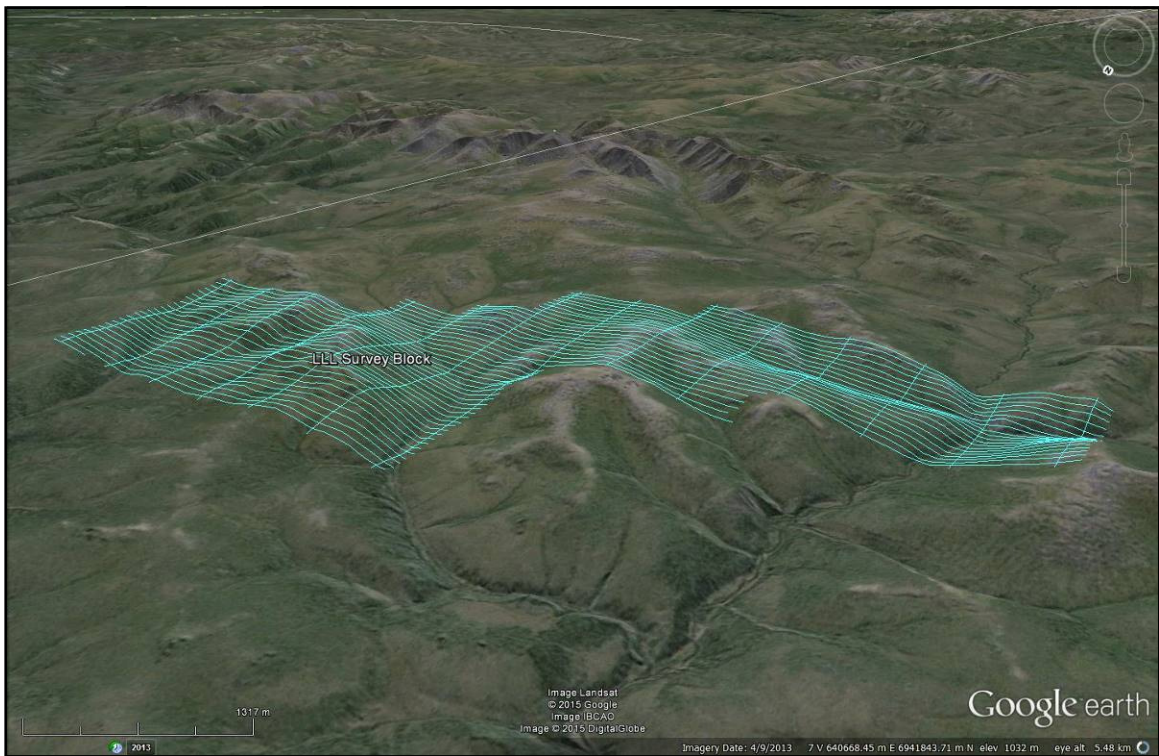 N
LLL Survey Block
Image Landsat
© 2015 Google
Image IBCAO
Image © 2015 DigitalGlobe
Google earth
1317 m
2013
Imagery Date: 4/9/2013 7 V 640668.45 m E 6941843.71 m N elev 1032 m eye alt 5.48 km